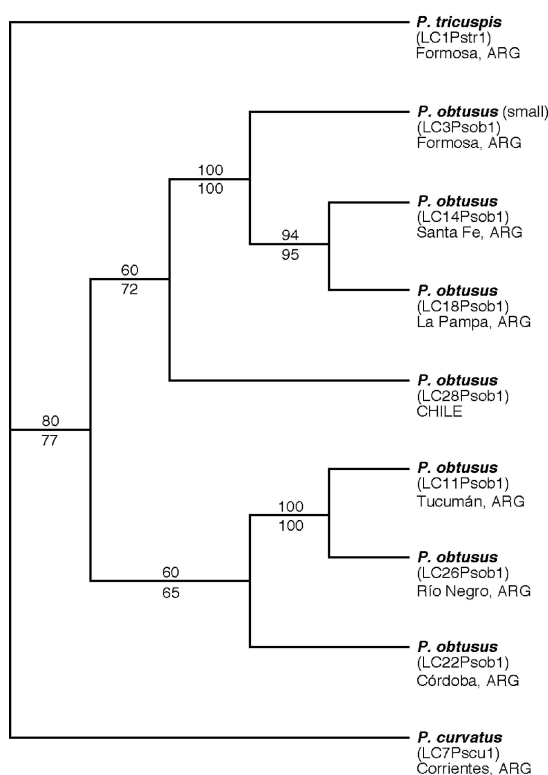 P. tricuspis
(LC1Pstr1)
Formosa, ARG
P. obtusus (small)
(LC3Psob1)
Formosa, ARG
100
100
P. obtusus
(LC14Psob1)
Santa Fe, ARG
94
95
P. obtusus
(LC18Psob1)
La Pampa, ARG
60
72
P. obtusus
(LC28Psob1)
CHILE
80
77
P. obtusus
(LC11Psob1)
Tucumán, ARG
100
100
P. obtusus
(LC26Psob1)
Río Negro, ARG
60
65
P. obtusus
(LC22Psob1)
Córdoba, ARG
P. curvatus
(LC7Pscu1)
Corrientes, ARG